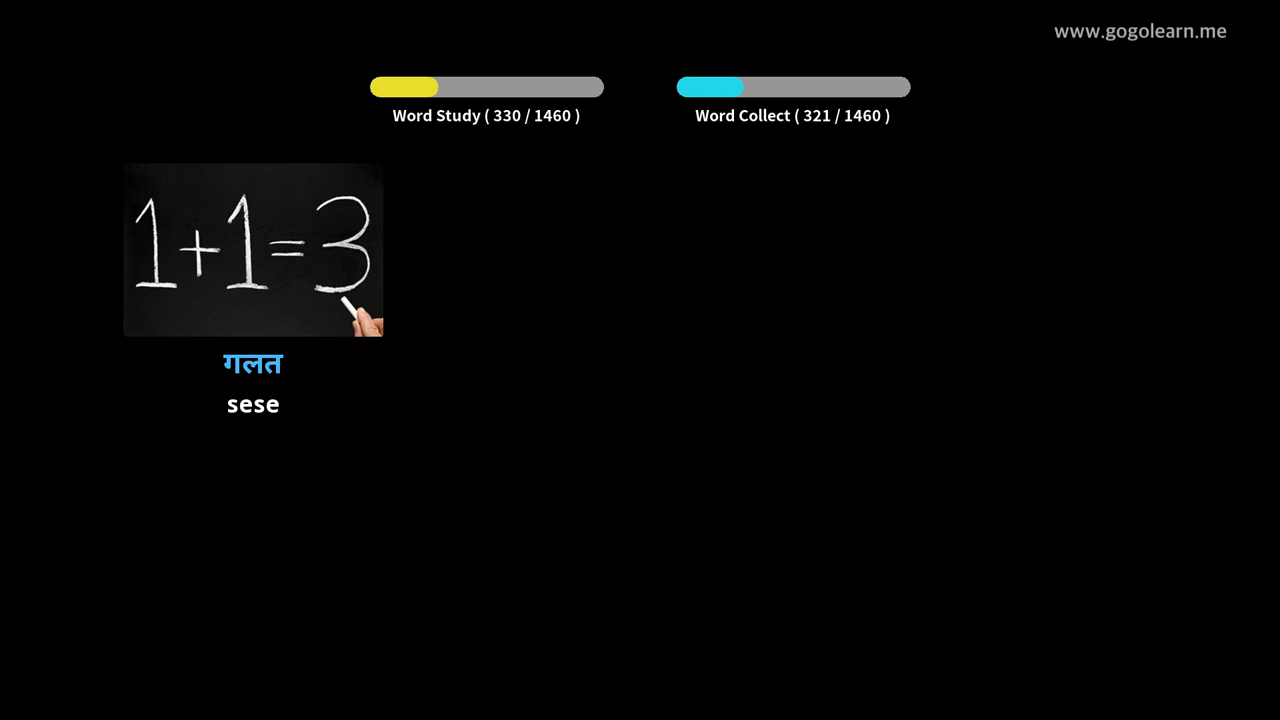 www.gogolearn.me
Word Study ( 330 / 1460 )
Word Collect ( 321 / 1460 )
1+1=3
गलत
sese